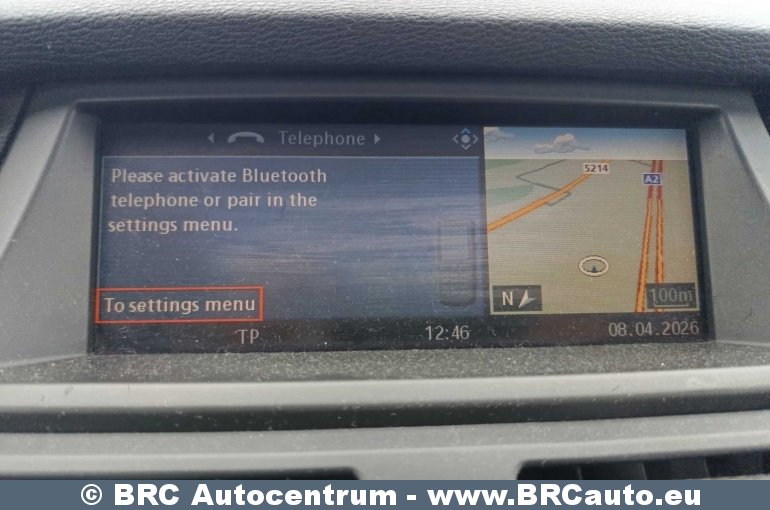 Telephone
Please activate Bluetooth
telephone or pair in the
settings menu.
To settings menu
S214
A2
N
100m
TP
12:46
08.04.2026
© BRC Autocentrum - www.BRCauto.eu